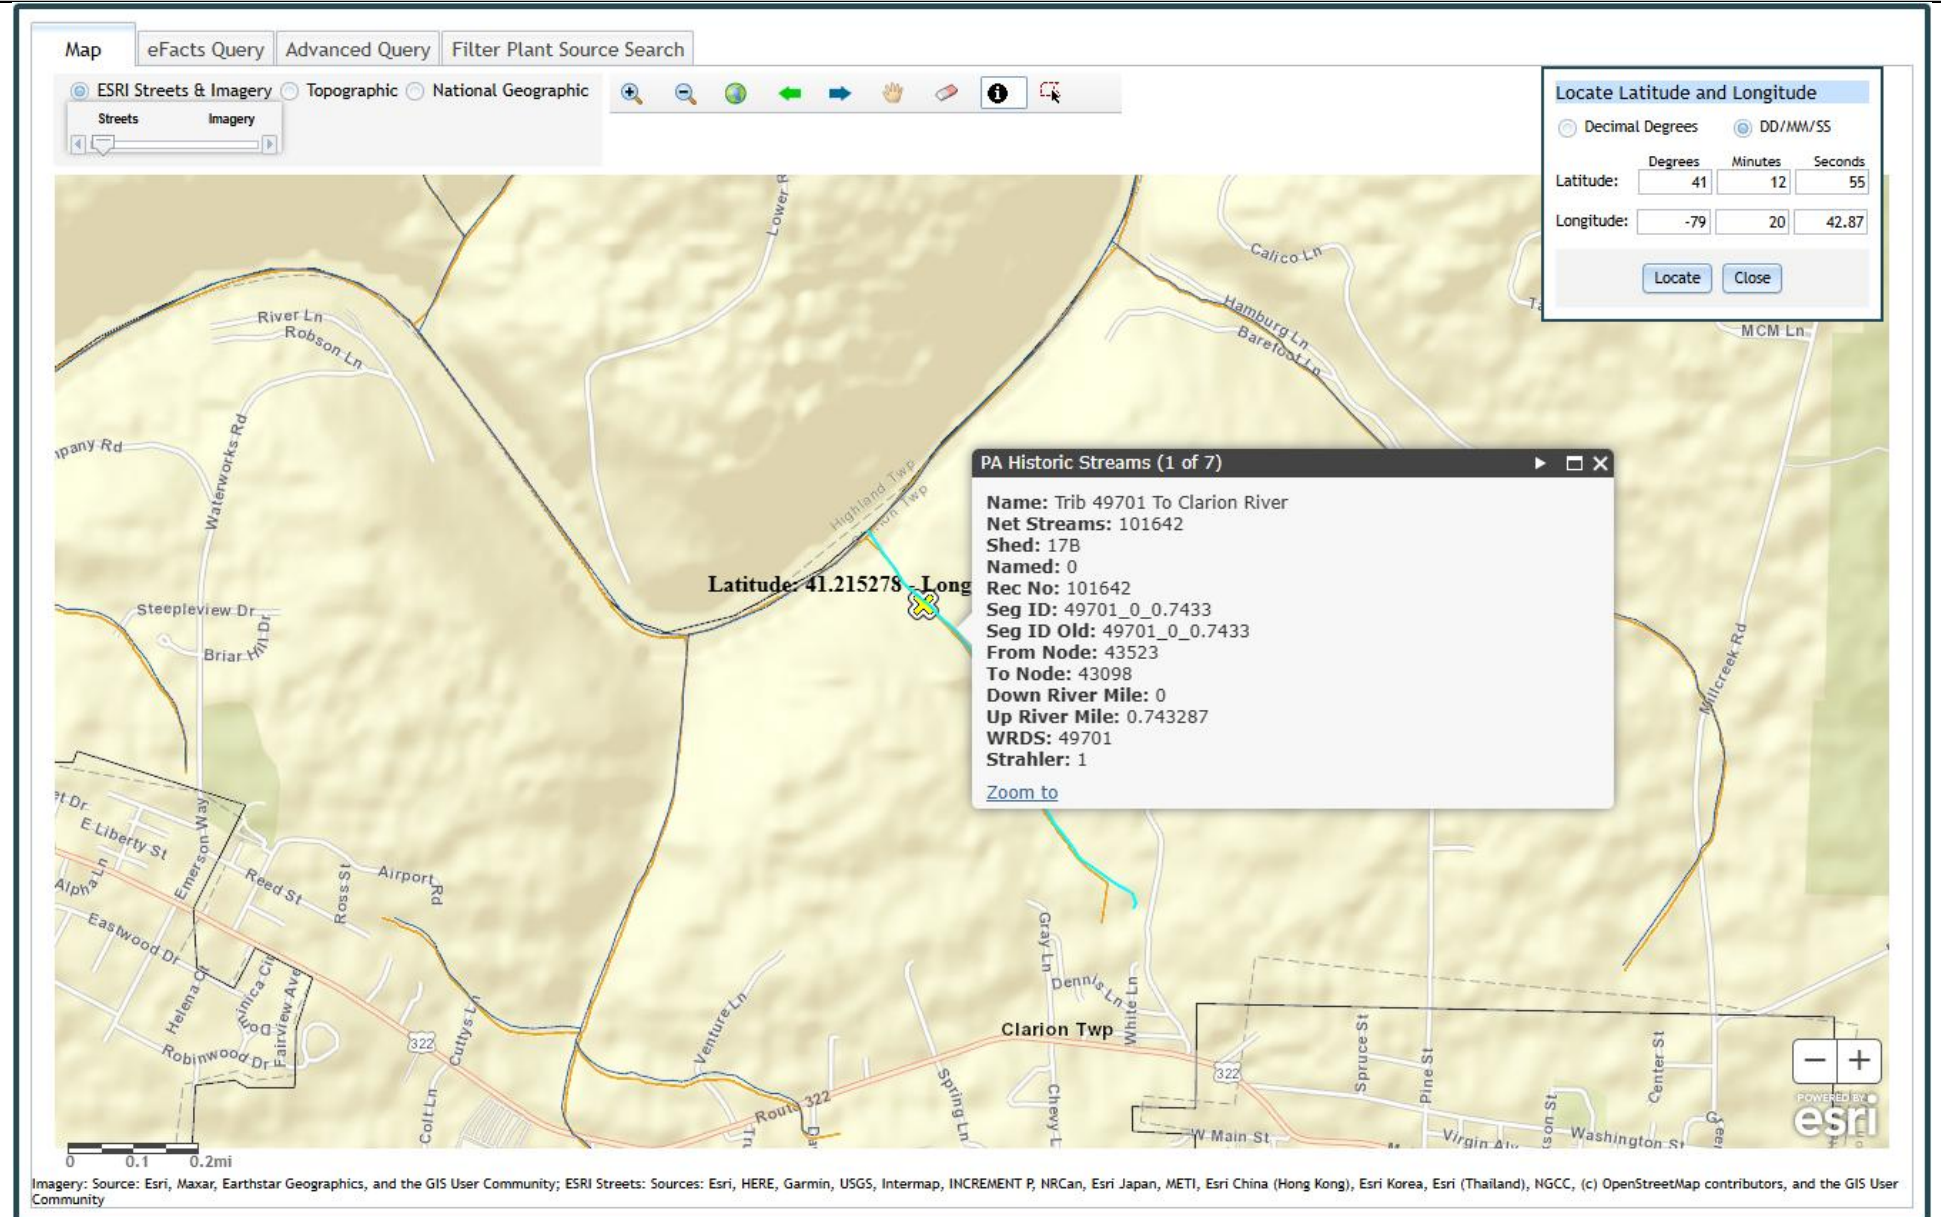 Map
eFacts Query
Advanced Query
Filter Plant Source Search
ESRI Streets & Imagery
Topographic
National Geographic
Streets
Imagery
Locate Latitude and Longitude
Decimal Degrees
DD/MM/SS
Degrees Minutes Seconds
Latitude: 41 12 55
Longitude: -79 20 42.87
Locate
Close
Lower R
Calico Ln
River Ln
Robson Ln
Hamburg Ln
Barefoot Ln
MCM Ln
Waterworks Rd
mpany Rd
Highland Twp
Latitude: 41.215278 - Long
PA Historic Streams (1 of 7)
Name: Trib 49701 To Clarion River
Net Streams: 101642
Shed: 17B
Named: 0
Rec No: 101642
Seg ID: 49701_0_0.7433
Seg ID Old: 49701_0_0.7433
From Node: 43523
To Node: 43098
Down River Mile: 0
Up River Mile: 0.743287
WRDS: 49701
Strahler: 1
Zoom to
Steepleview Dr
Briar Hill Dr
Millcreek Rd
et Dr
E Liberty St
Alpha Ln
Emerson Way
Reed St
Ross St
Airport Rd
Eastwood Dr
Helena Ct
Fairview Ave
Robinwood Dr
322
Cuttys L
Colt Ln
Venture Ln
Gray Ln
Dennis Ln
White Ln
Clarion Twp
322
Route 322
Spring Ln
Chevy L
Spruce St
Pine St
Center St
W Main St
Virgin Aly
Washington St
POWERED BY
esri
0 0.1 0.2mi
Imagery: Source: Esri, Maxar, Earthstar Geographics, and the GIS User Community; ESRI Streets: Sources: Esri, HERE, Garmin, USGS, Intermap, INCREMENT P, NRCan, Esri Japan, METI, Esri China (Hong Kong), Esri Korea, Esri (Thailand), NGCC, (c) OpenStreetMap contributors, and the GIS User
Community